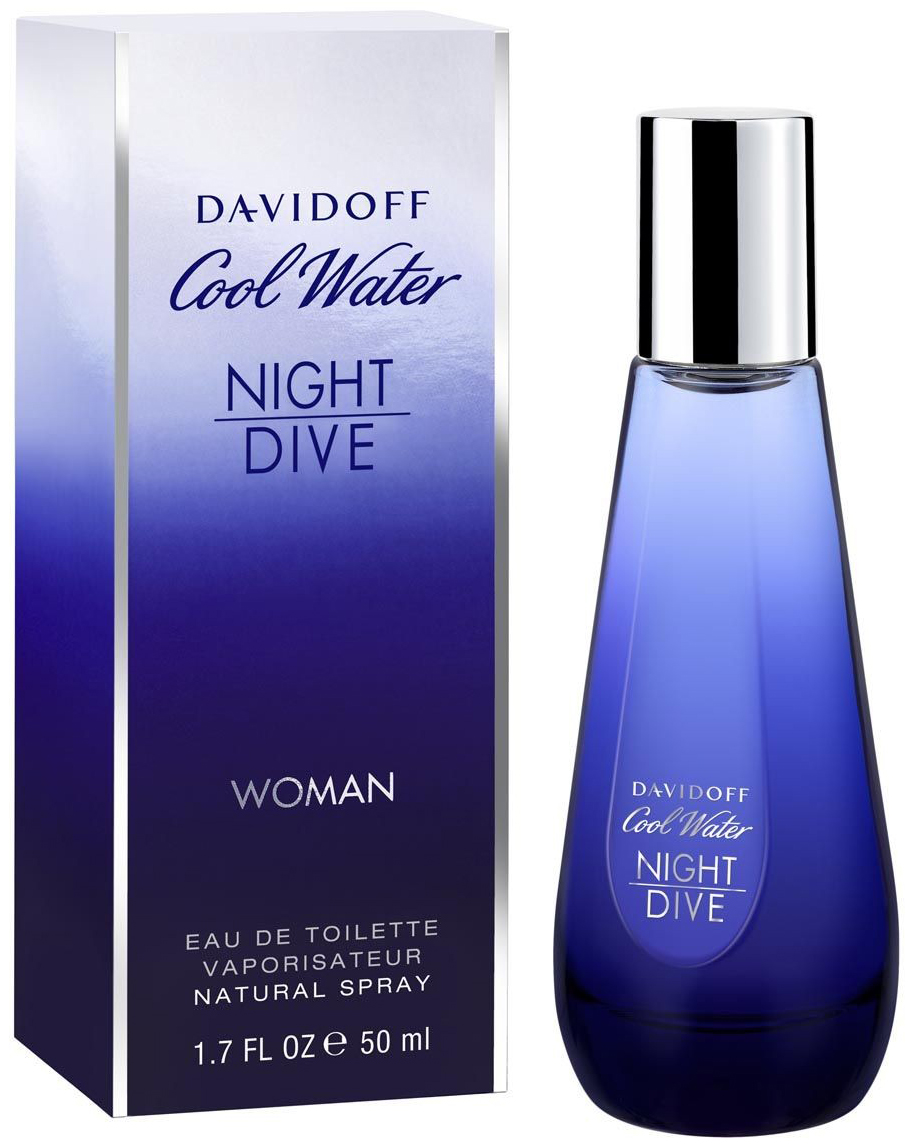 DAVIDOFF
Cool Water
NIGHT
DIVE
WOMAN
EAU DE TOILETTE
VAPORISATEUR
NATURAL SPRAY
1.7 FL OZ ℮ 50 ml
DAVIDOFF
Cool Water
NIGHT
DIVE